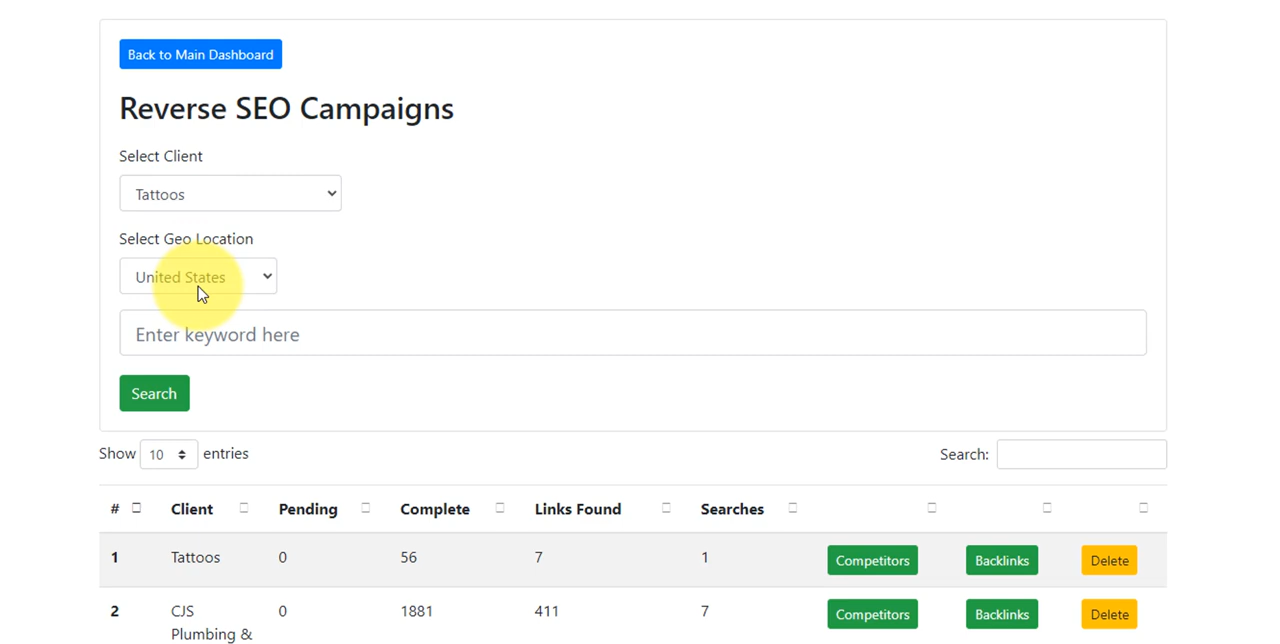 Back to Main Dashboard
Reverse SEO Campaigns
Select Client
Tattoos
Select Geo Location
United States
Enter keyword here
Search
Show 10 entries Search:
# Client Pending Complete Links Found Searches
1 Tattoos 0 56 7 1 Competitors Backlinks Delete
2 CJS 0 1881 411 7 Competitors Backlinks Delete
Plumbing &